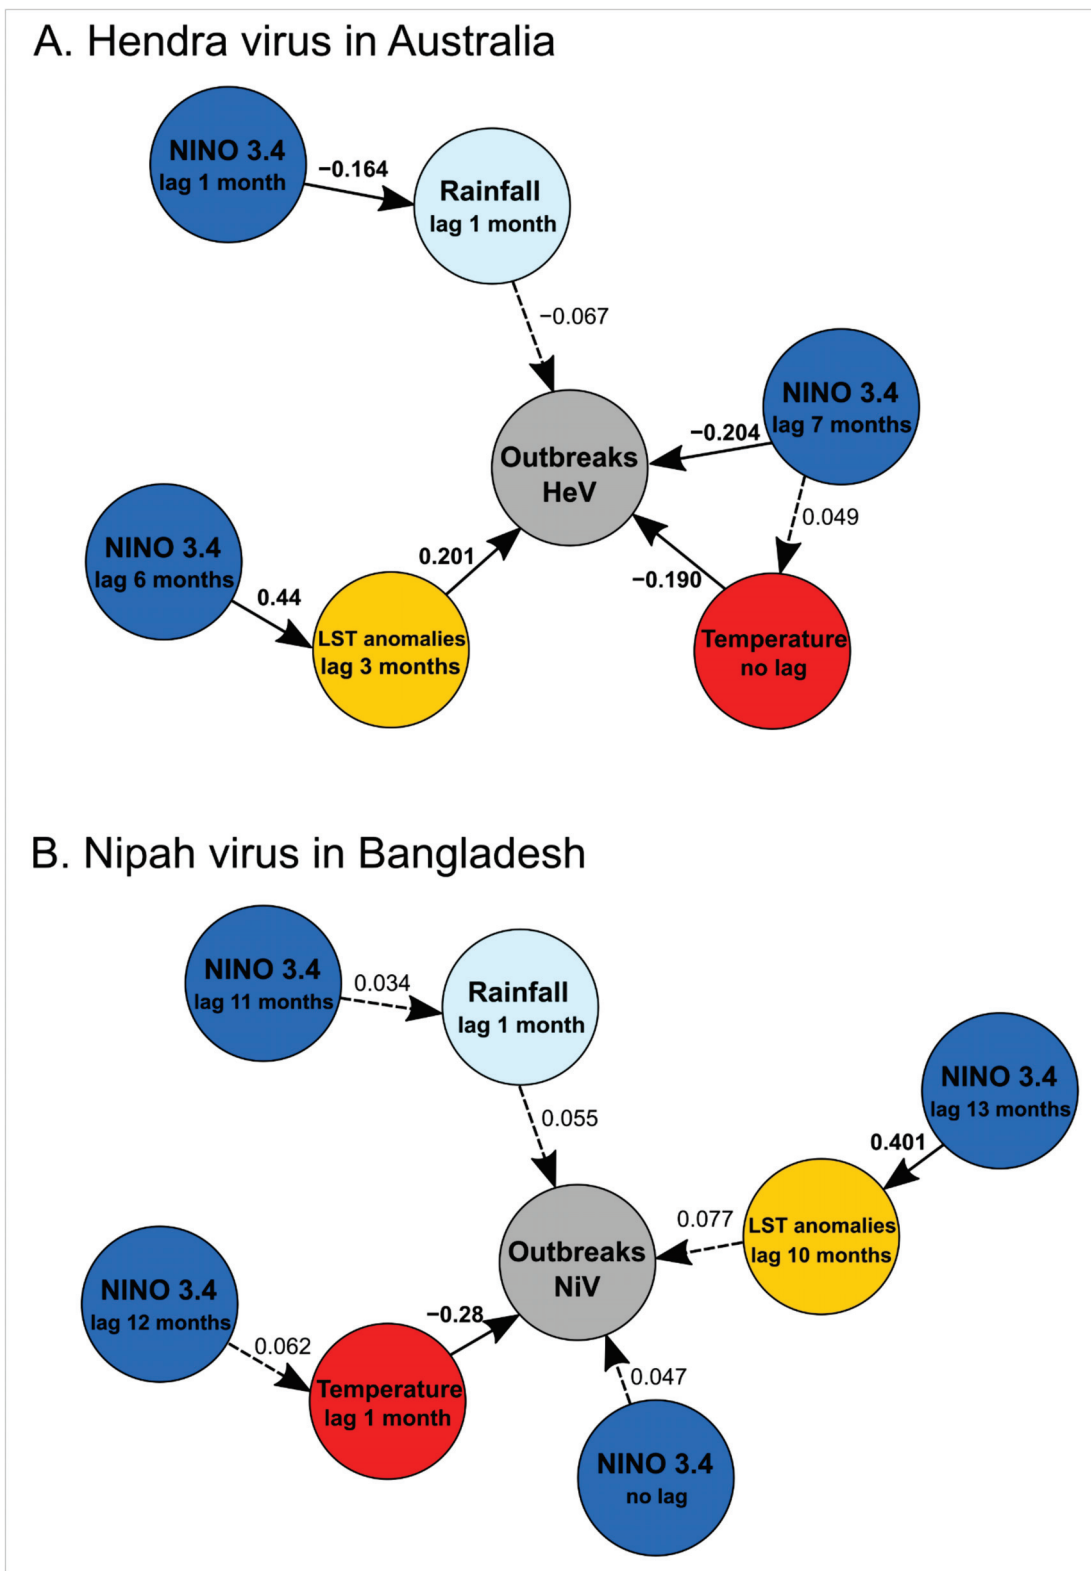 A. Hendra virus in Australia
NINO 3.4
lag 1 month
−0.164
Rainfall
lag 1 month
−0.067
NINO 3.4
lag 7 months
−0.204
Outbreaks
HeV
0.049
NINO 3.4
lag 6 months
0.44
0.201
LST anomalies
lag 3 months
−0.190
Temperature
no lag
B. Nipah virus in Bangladesh
NINO 3.4
lag 11 months
0.034
Rainfall
lag 1 month
0.055
NINO 3.4
lag 13 months
0.401
LST anomalies
lag 10 months
0.077
Outbreaks
NiV
NINO 3.4
lag 12 months
0.062
−0.28
Temperature
lag 1 month
0.047
NINO 3.4
no lag